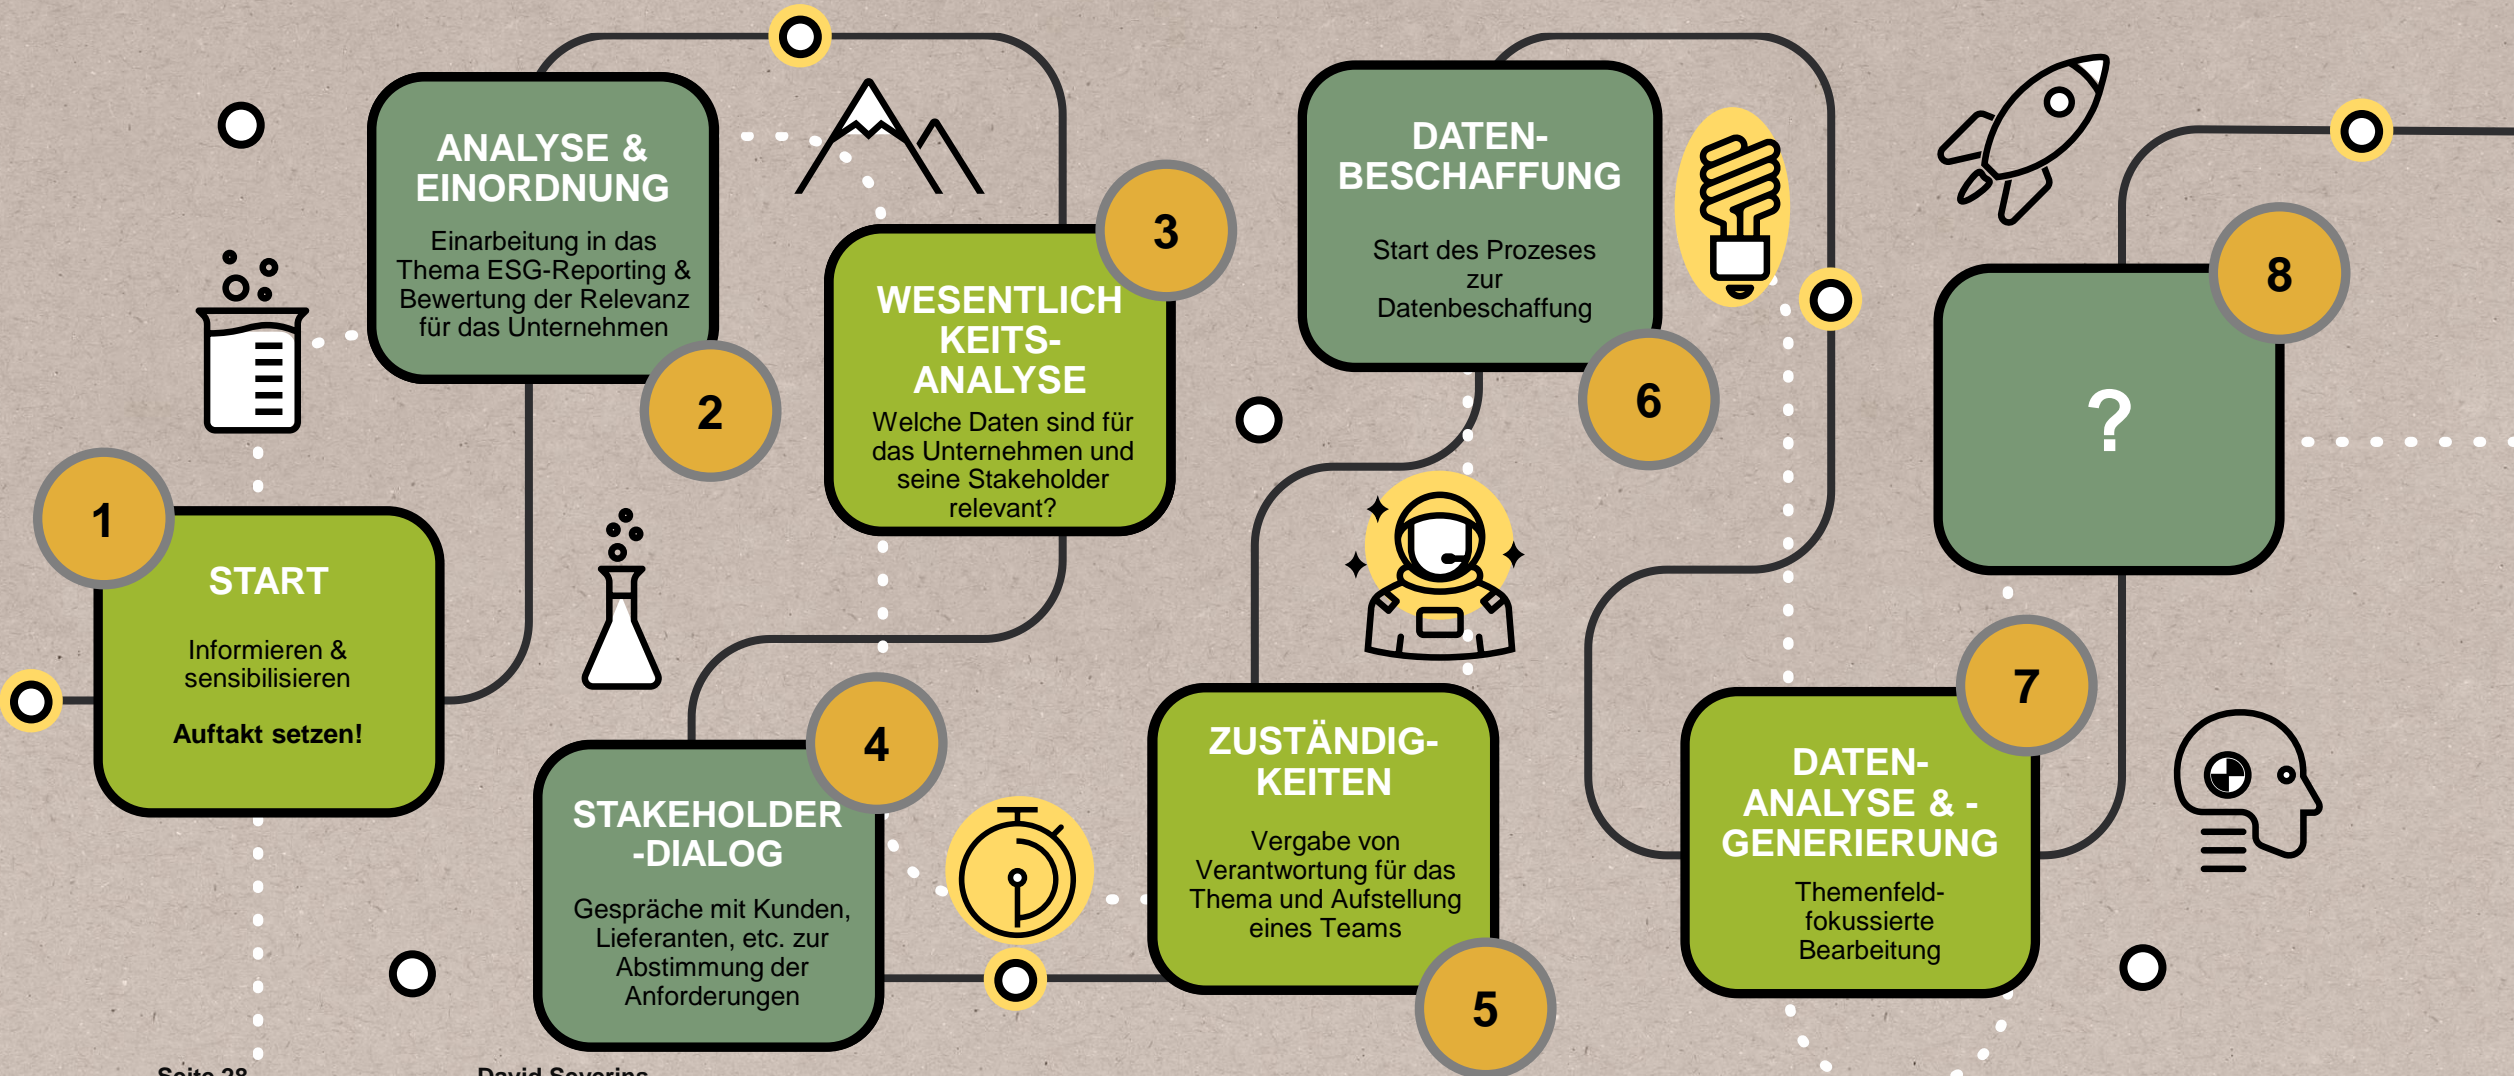 1
START
Informieren &
sensibilisieren
Auftakt setzen!
2
ANALYSE &
EINORDNUNG
Einarbeitung in das
Thema ESG-Reporting &
Bewertung der Relevanz
für das Unternehmen
3
WESENTLICH
KEITS-
ANALYSE
Welche Daten sind für
das Unternehmen und
seine Stakeholder
relevant?
4
STAKEHOLDER
-DIALOG
Gespräche mit Kunden,
Lieferanten, etc. zur
Abstimmung der
Anforderungen
5
ZUSTÄNDIG-
KEITEN
Vergabe von
Verantwortung für das
Thema und Aufstellung
eines Teams
6
DATEN-
BESCHAFFUNG
Start des Prozeses
zur
Datenbeschaffung
7
DATEN-
ANALYSE & -
GENERIERUNG
Themenfeld-
fokussierte
Bearbeitung
8
?
Seite 28
David Severins